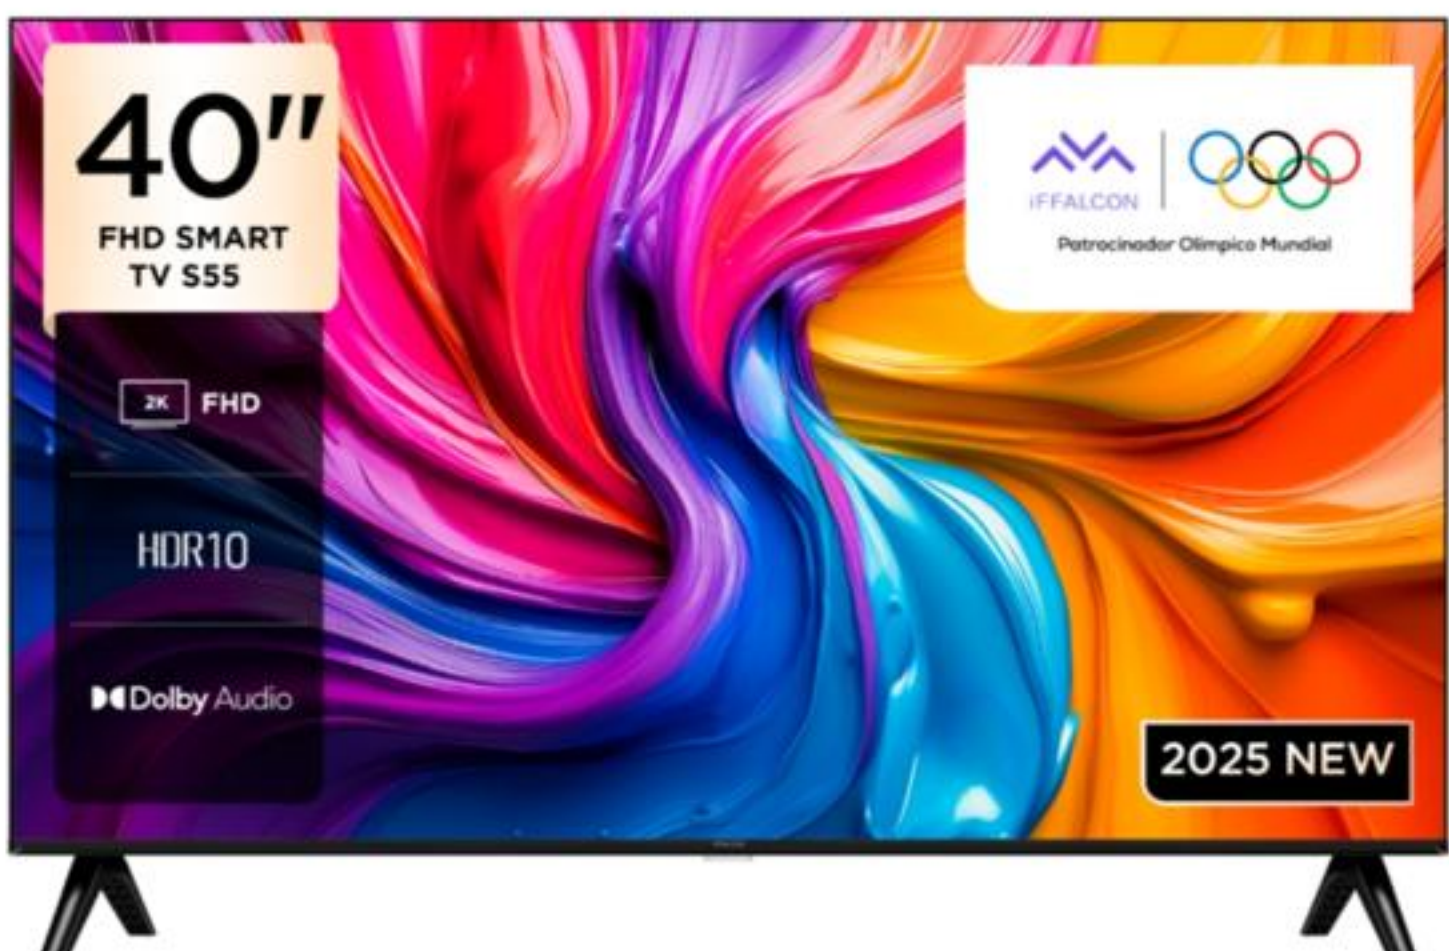 40"
FHD SMART
TV S55
2K FHD
HDR10
Dolby Audio
iFFALCON
Patrocinador Olímpico Mundial
2025 NEW